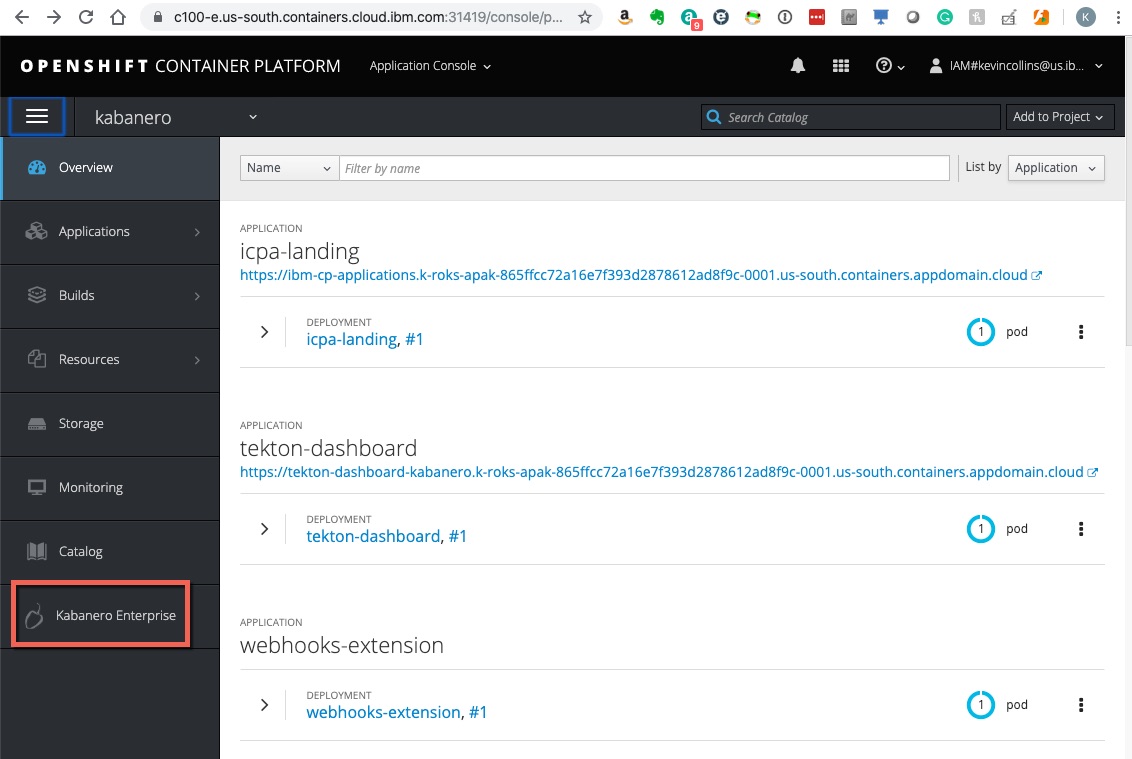 c100-e.us-south.containers.cloud.ibm.com:31419/console/p...
9
K
OPENSHIFT CONTAINER PLATFORM
Application Console
IAM#kevincollins@us.ib...
kabanero
Search Catalog
Add to Project
Overview
Applications
Builds
Resources
Storage
Monitoring
Catalog
Kabanero Enterprise
Name
Filter by name
List by
Application
APPLICATION
icpa-landing
https://ibm-cp-applications.k-roks-apak-865ffcc72a16e7f393d2878612ad8f9c-0001.us-south.containers.appdomain.cloud
DEPLOYMENT
icpa-landing, #1
1 pod
APPLICATION
tekton-dashboard
https://tekton-dashboard-kabanero.k-roks-apak-865ffcc72a16e7f393d2878612ad8f9c-0001.us-south.containers.appdomain.cloud
DEPLOYMENT
tekton-dashboard, #1
1 pod
APPLICATION
webhooks-extension
DEPLOYMENT
webhooks-extension, #1
1 pod